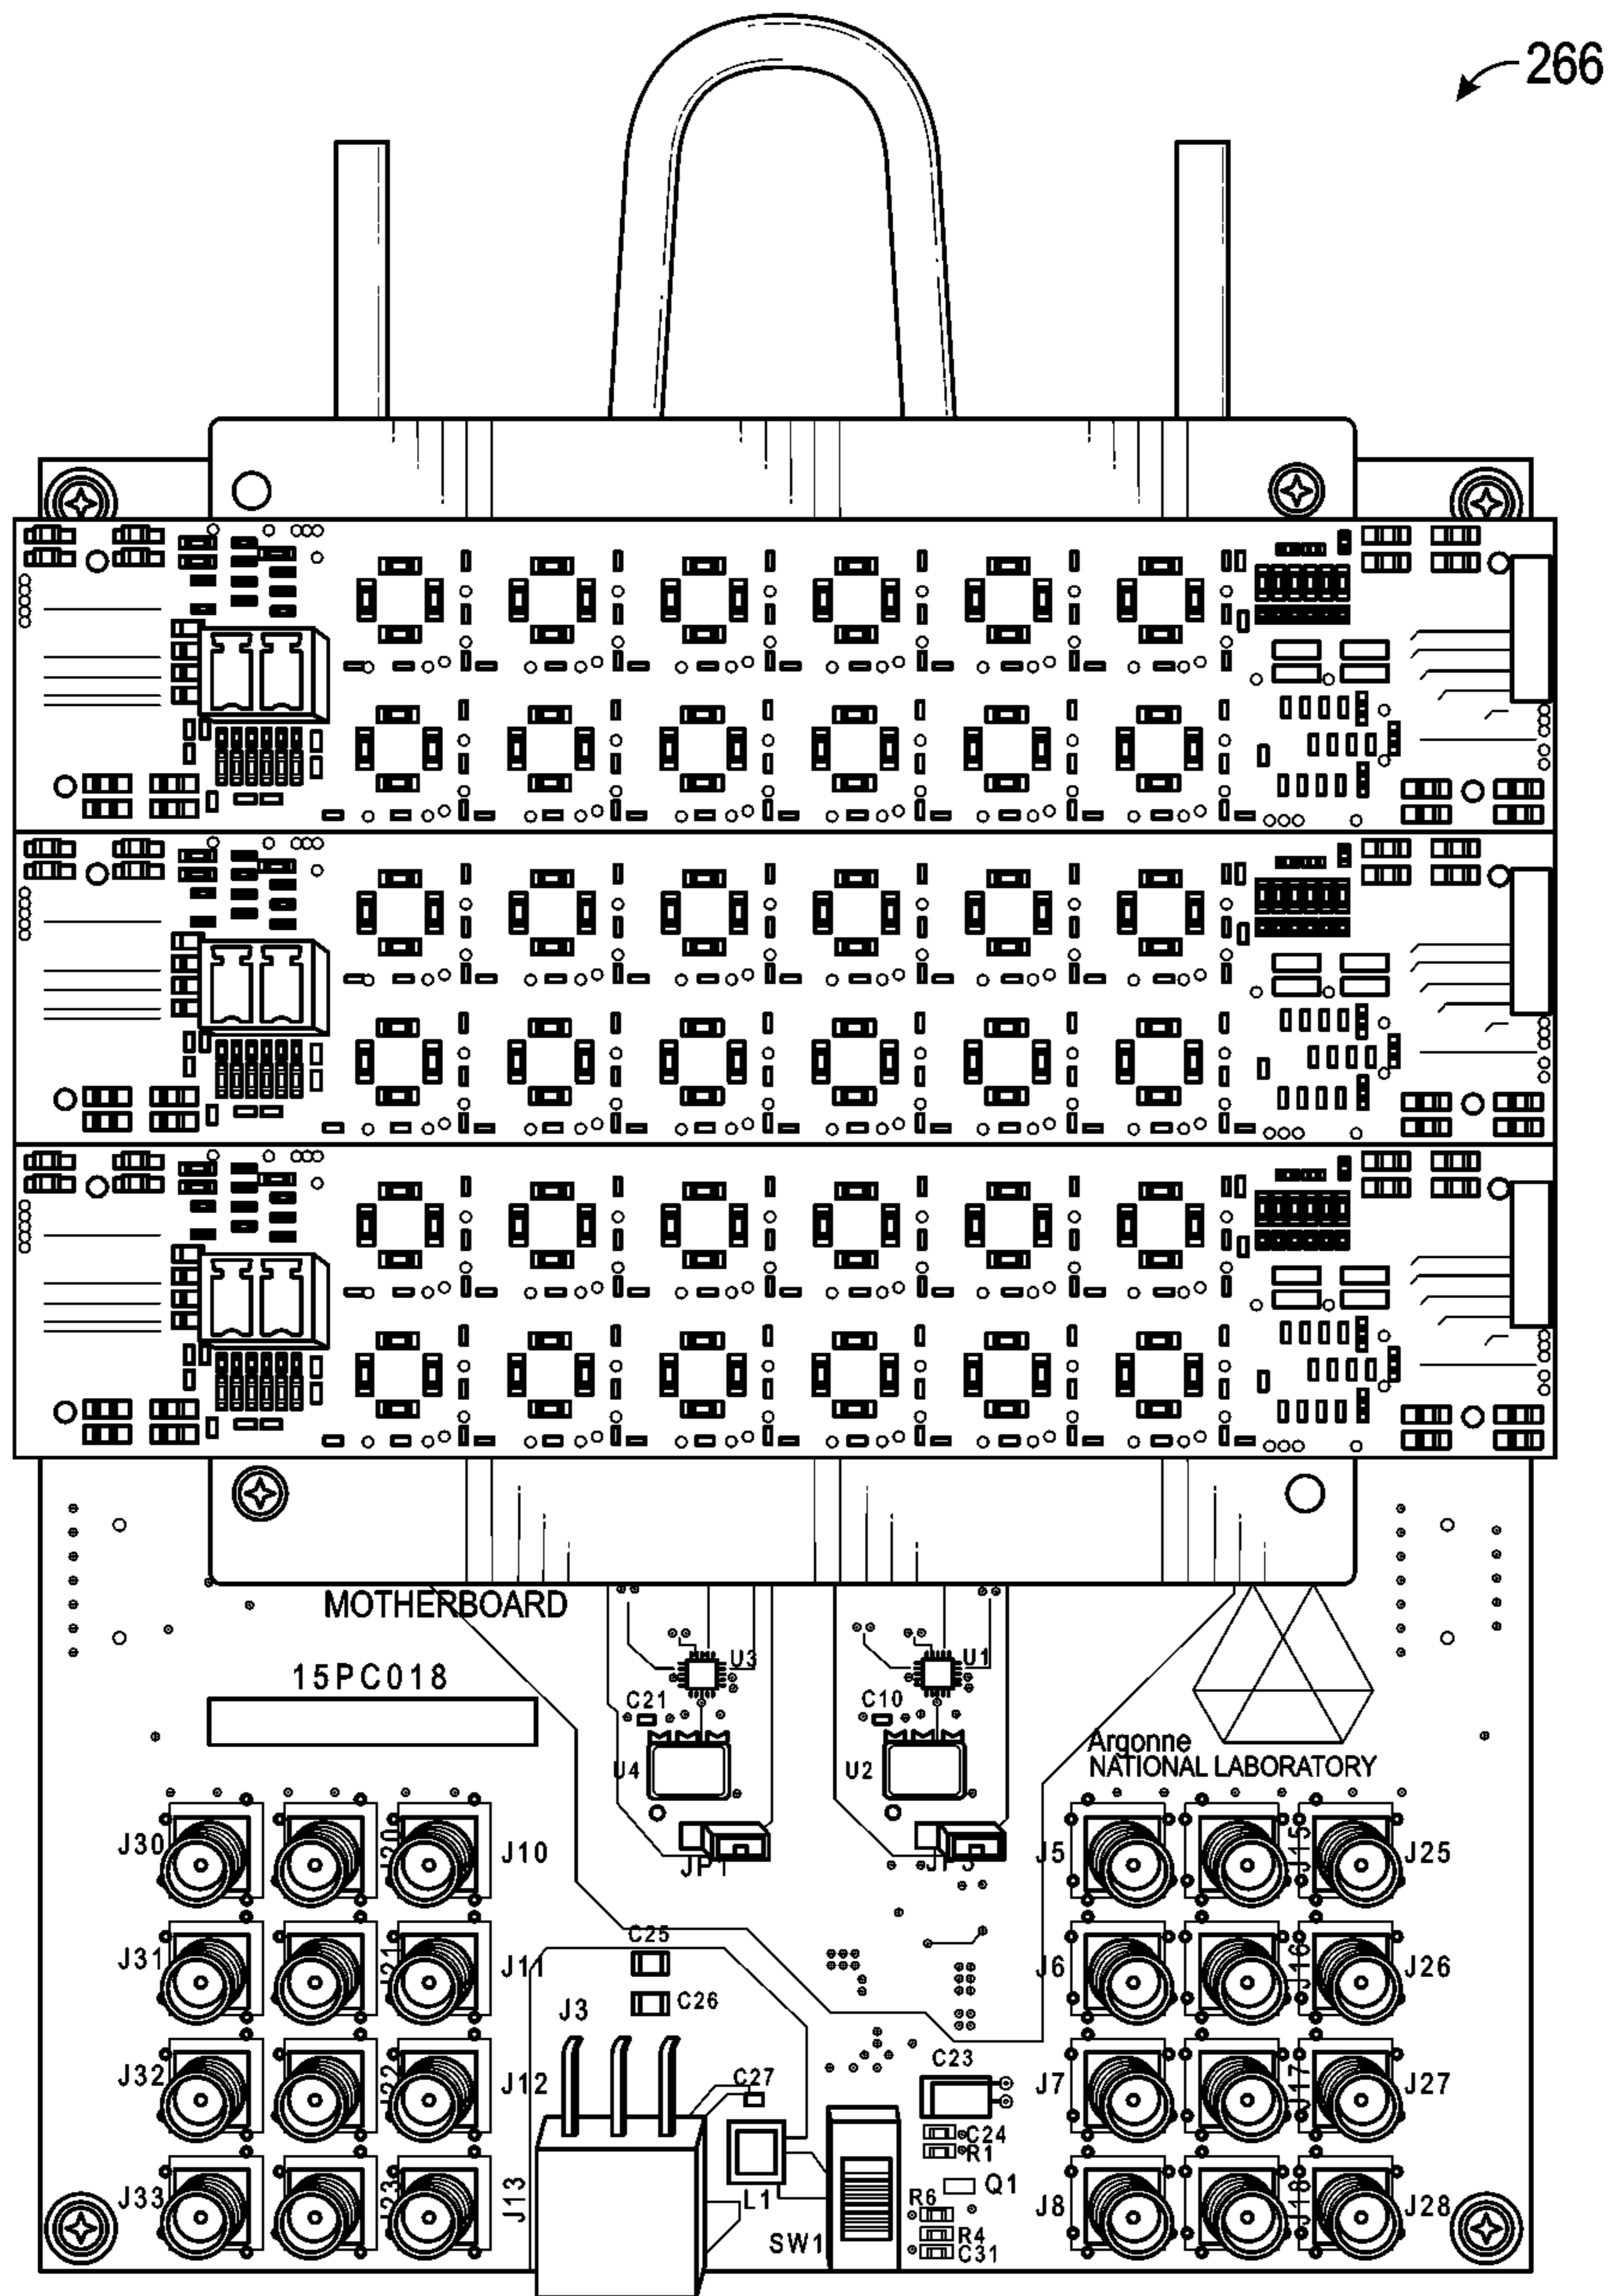 266
MOTHERBOARD
15PC018
U3
U1
C21
C10
U4
U2
Argonne
NATIONAL LABORATORY
J30
J20
J10
JP
JP3
J5
J15
J25
J31
J21
J11
C25
J6
J16
J26
C26
J3
J32
J22
J12
C27
C23
J7
J17
J27
C24
R1
J33
J23
J13
L1
Q1
R6
J8
J18
J28
SW1
R4
C31